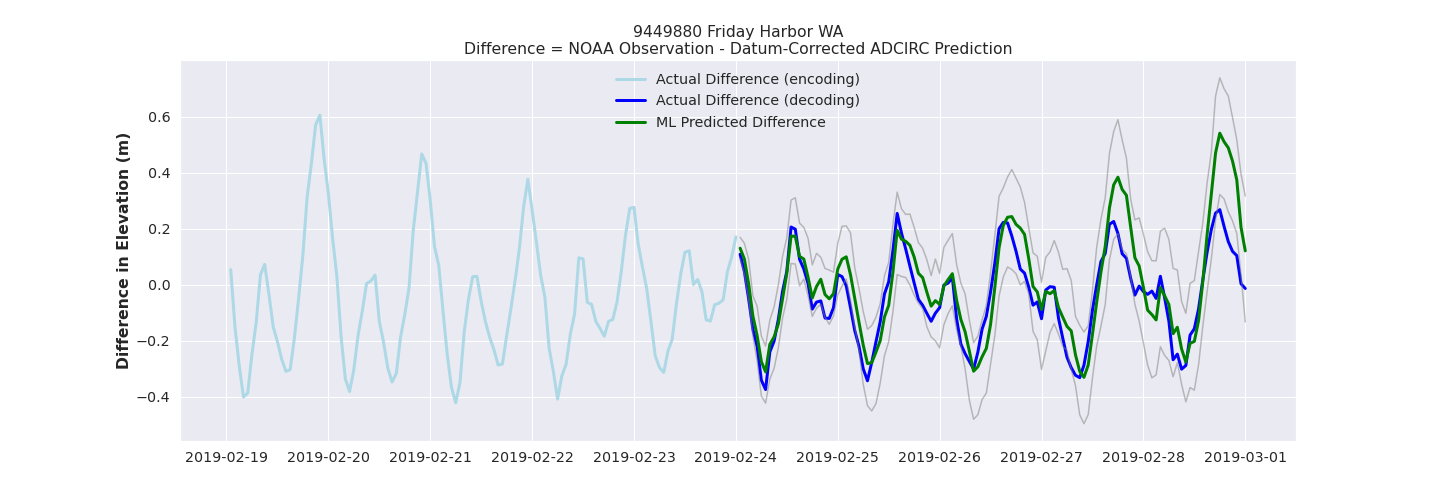 9449880 Friday Harbor WA
Difference = NOAA Observation - Datum-Corrected ADCIRC Prediction
Actual Difference (encoding)
Actual Difference (decoding)
ML Predicted Difference
Difference in Elevation (m)
0.6
0.4
0.2
0.0
−0.2
−0.4
2019-02-19 2019-02-20 2019-02-21 2019-02-22 2019-02-23 2019-02-24 2019-02-25 2019-02-26 2019-02-27 2019-02-28 2019-03-01